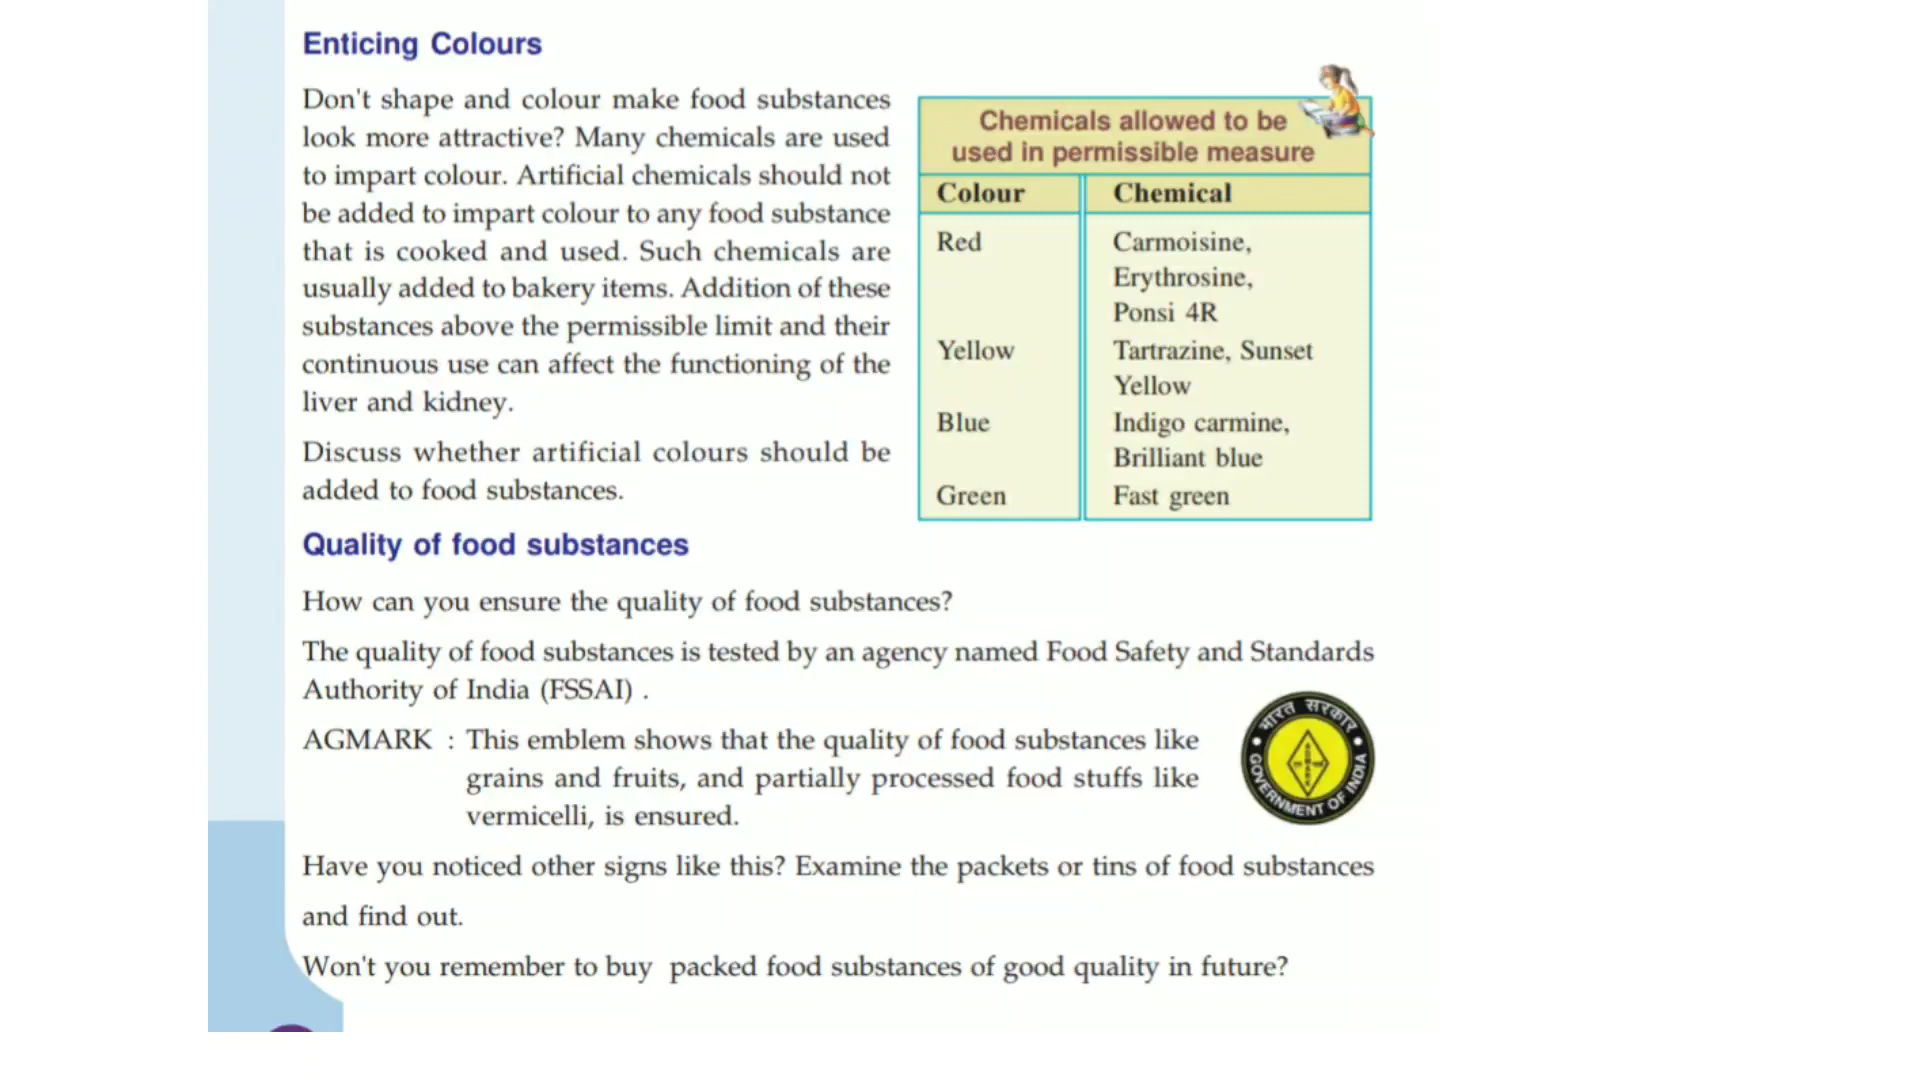 Enticing Colours
Don't shape and colour make food substances
look more attractive? Many chemicals are used
to impart colour. Artificial chemicals should not
be added to impart colour to any food substance
that is cooked and used. Such chemicals are
usually added to bakery items. Addition of these
substances above the permissible limit and their
continuous use can affect the functioning of the
liver and kidney.
Discuss whether artificial colours should be
added to food substances.
Chemicals allowed to be
used in permissible measure
Colour Chemical
Red Carmoisine,
Erythrosine,
Ponsi 4R
Yellow Tartrazine, Sunset
Yellow
Blue Indigo carmine,
Brilliant blue
Green Fast green
Quality of food substances
How can you ensure the quality of food substances?
The quality of food substances is tested by an agency named Food Safety and Standards
Authority of India (FSSAI) .
AGMARK : This emblem shows that the quality of food substances like
grains and fruits, and partially processed food stuffs like
vermicelli, is ensured.
भारत सरकार
GOVERNMENT OF INDIA
Have you noticed other signs like this? Examine the packets or tins of food substances
and find out.
Won't you remember to buy packed food substances of good quality in future?